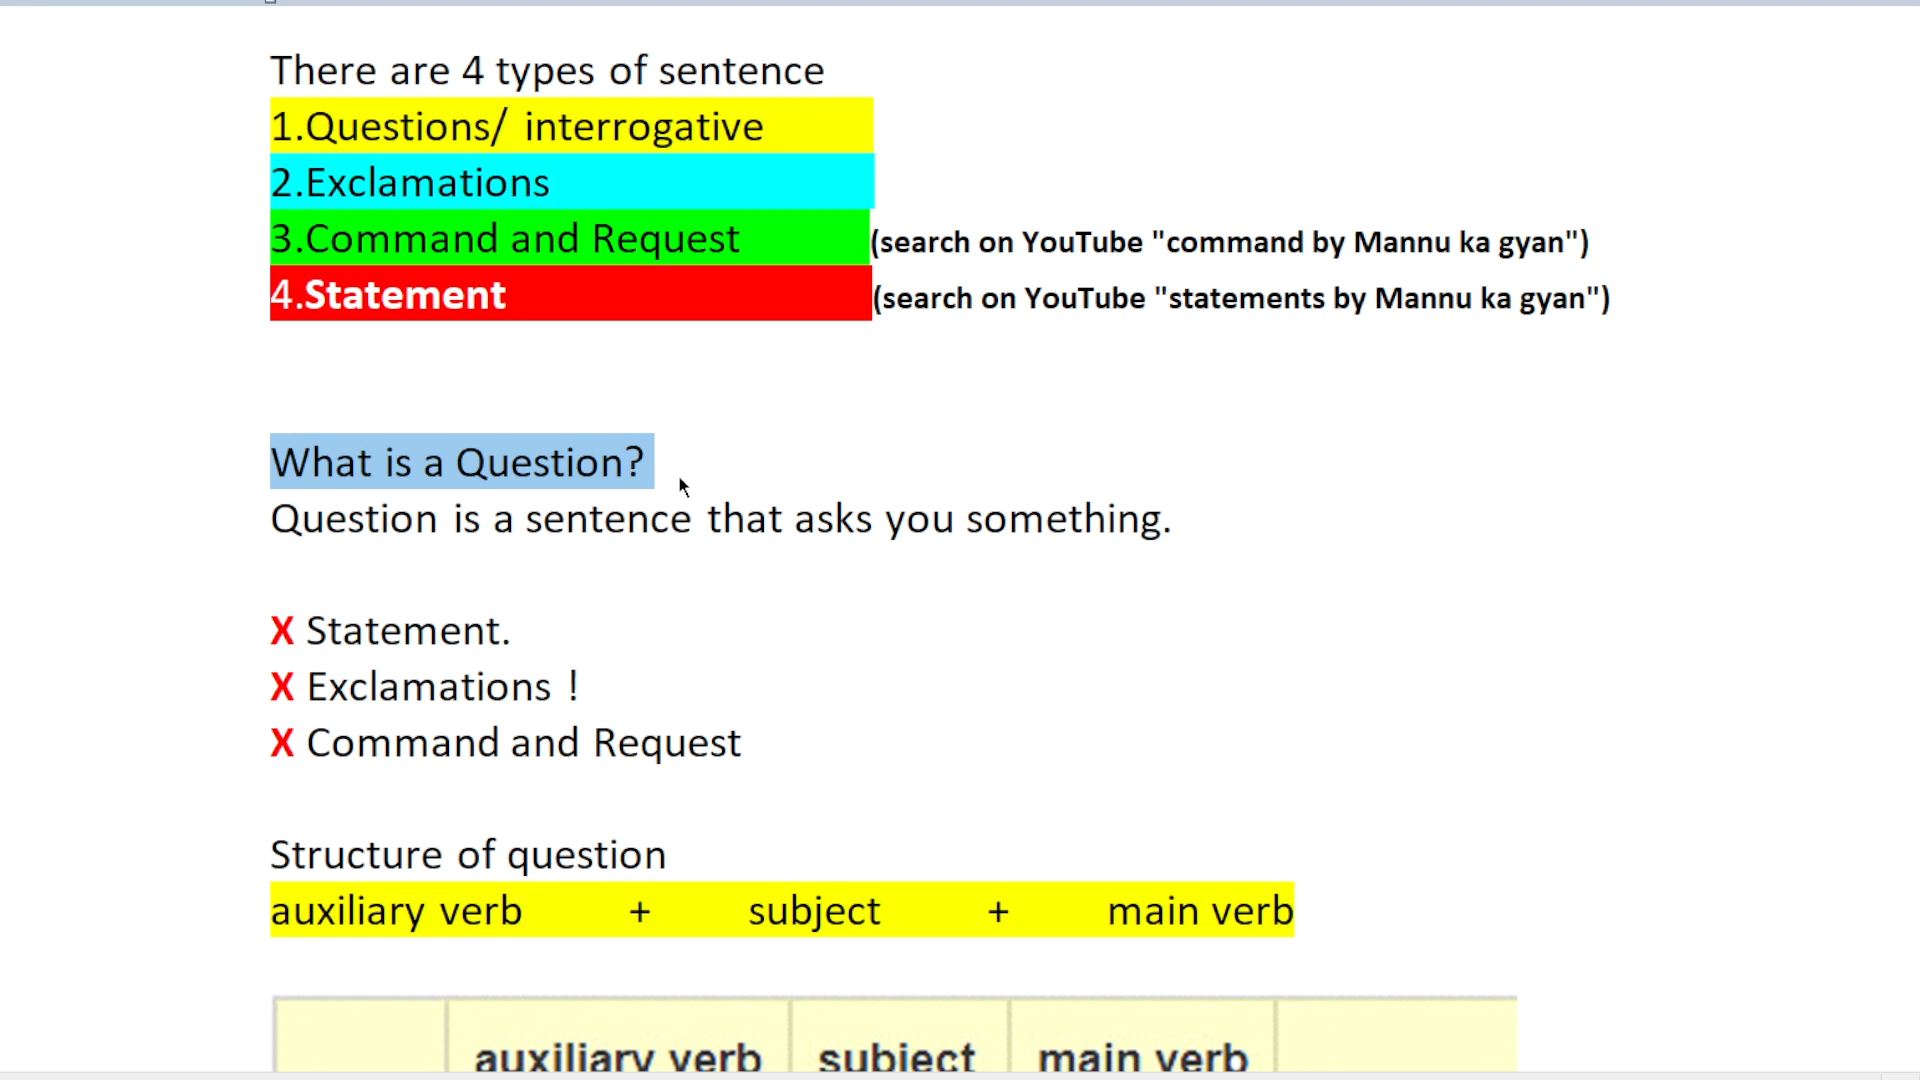 There are 4 types of sentence
1.Questions/ interrogative
2.Exclamations
3.Command and Request (search on YouTube "command by Mannu ka gyan")
4.Statement (search on YouTube "statements by Mannu ka gyan")
What is a Question?
Question is a sentence that asks you something.
X Statement.
X Exclamations !
X Command and Request
Structure of question
auxiliary verb + subject + main verb
auxiliary verb subject main verb